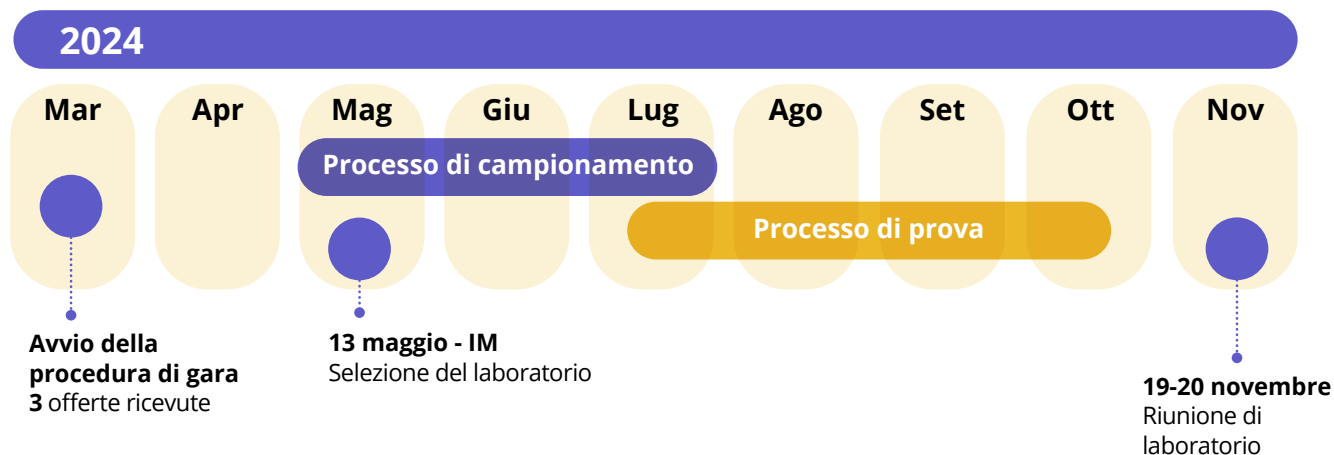 2024
Mar Apr Mag Giu Lug Ago Set Ott Nov
Processo di campionamento
Processo di prova
Avvio della
procedura di gara
3 offerte ricevute
13 maggio - IM
Selezione del laboratorio
19-20 novembre
Riunione di
laboratorio